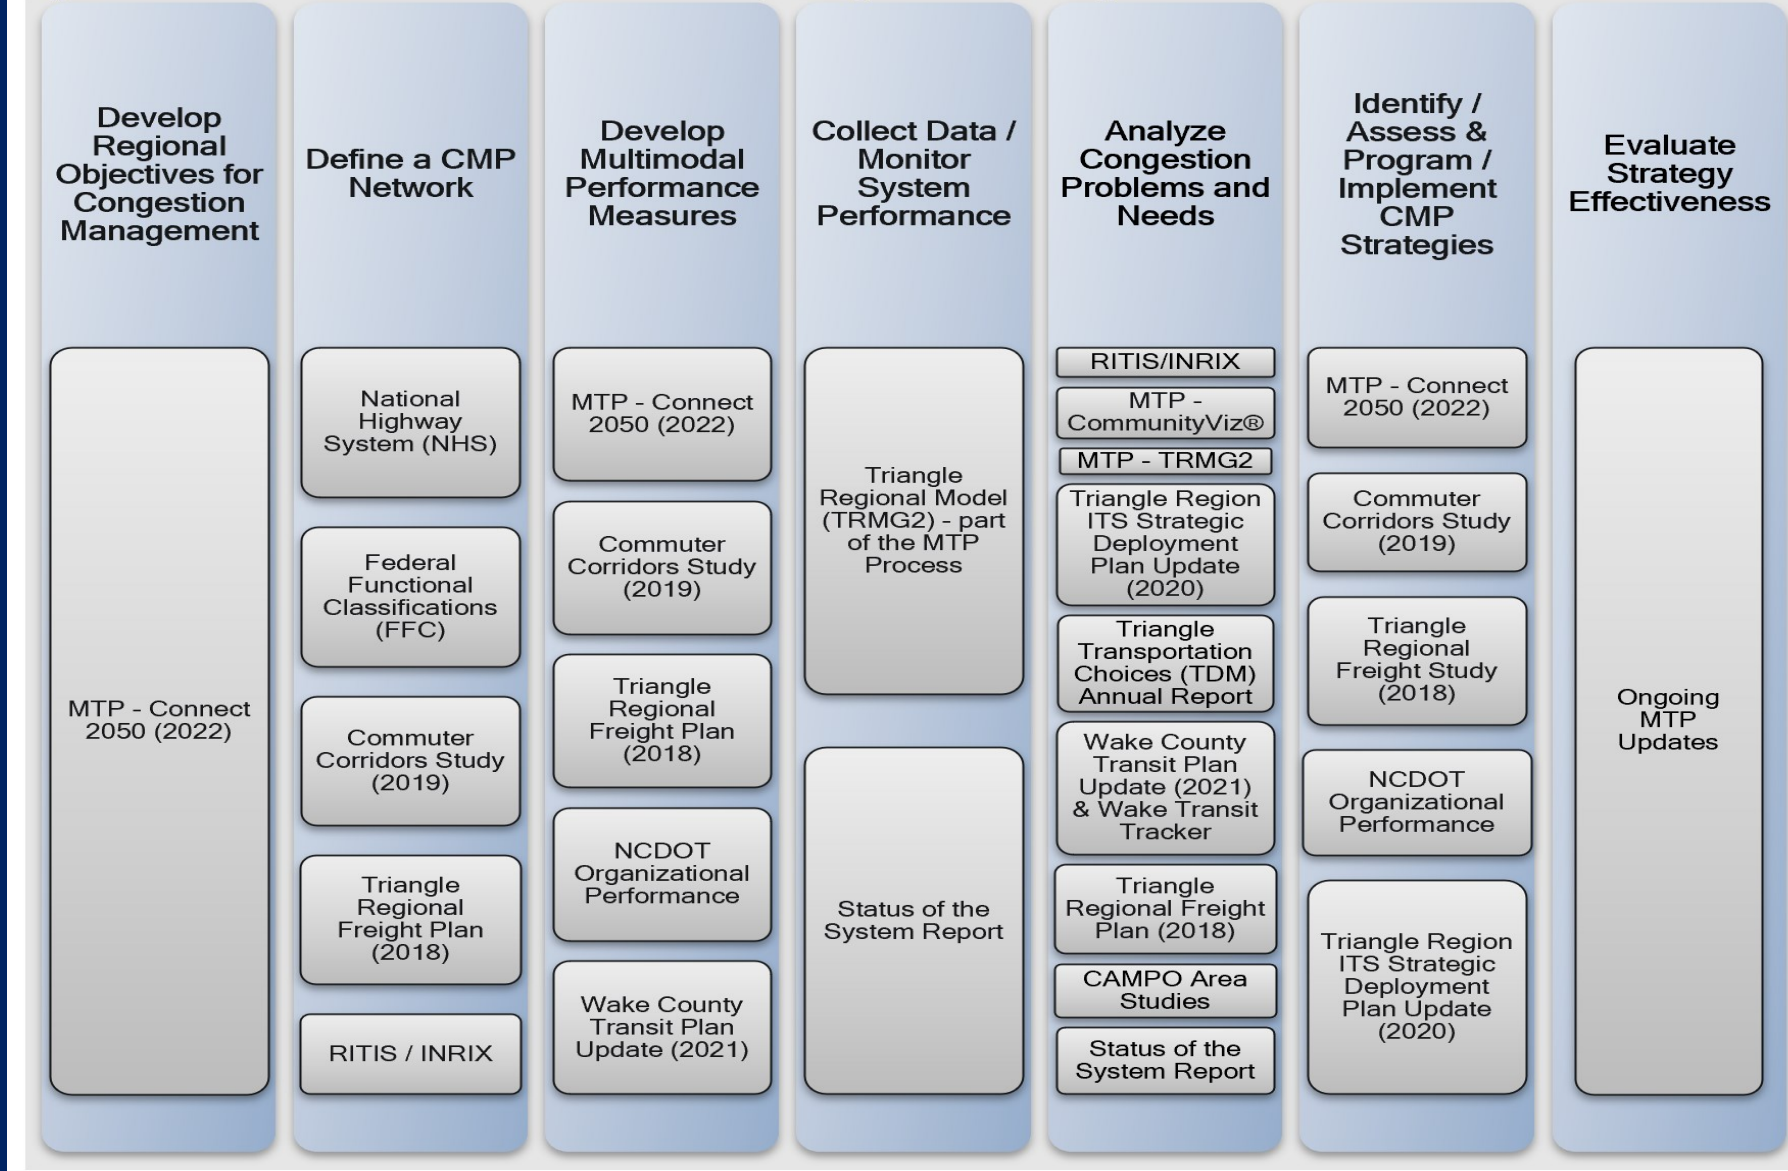 Develop
Regional
Objectives for
Congestion
Management
MTP - Connect
2050 (2022)
Define a CMP
Network
National
Highway
System (NHS)
Federal
Functional
Classifications
(FFC)
Commuter
Corridors Study
(2019)
Triangle
Regional
Freight Plan
(2018)
RITIS / INRIX
Develop
Multimodal
Performance
Measures
MTP - Connect
2050 (2022)
Commuter
Corridors Study
(2019)
Triangle
Regional
Freight Plan
(2018)
NCDOT
Organizational
Performance
Wake County
Transit Plan
Update (2021)
Collect Data /
Monitor
System
Performance
Triangle
Regional Model
(TRMG2) - part
of the MTP
Process
Status of the
System Report
Analyze
Congestion
Problems and
Needs
RITIS/INRIX
MTP -
CommunityViz®
MTP - TRMG2
Triangle Region
ITS Strategic
Deployment
Plan Update
(2020)
Triangle
Transportation
Choices (TDM)
Annual Report
Wake County
Transit Plan
Update (2021)
& Wake Transit
Tracker
Triangle
Regional Freight
Plan (2018)
CAMPO Area
Studies
Status of the
System Report
Identify /
Assess &
Program /
Implement
CMP
Strategies
MTP - Connect
2050 (2022)
Commuter
Corridors Study
(2019)
Triangle
Regional
Freight Study
(2018)
NCDOT
Organizational
Performance
Triangle Region
ITS Strategic
Deployment
Plan Update
(2020)
Evaluate
Strategy
Effectiveness
Ongoing
MTP
Updates